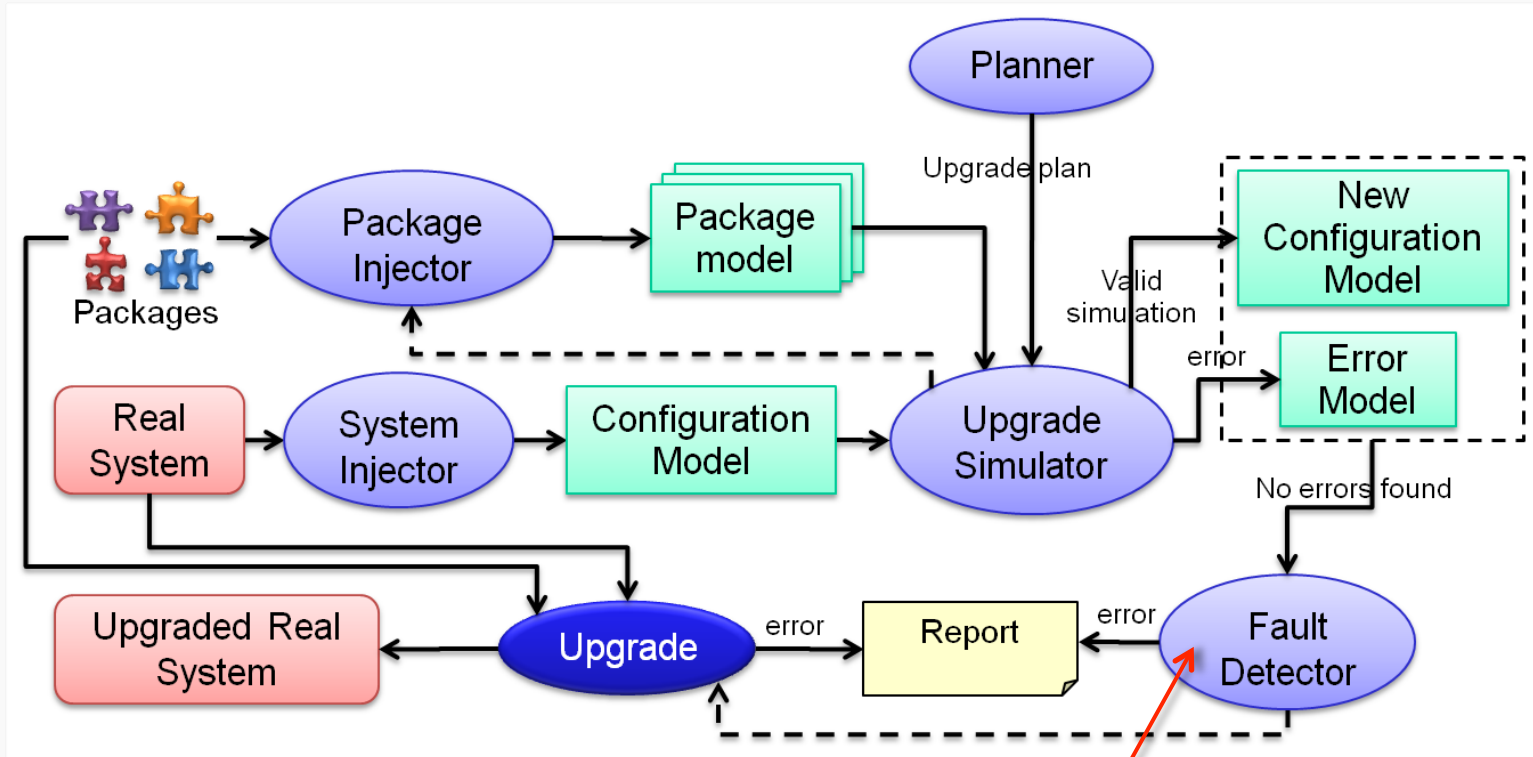 Planner
Upgrade plan
Packages
Package
Injector
Package
model
New
Configuration
Model
Valid
simulation
error
Error
Model
Real
System
System
Injector
Configuration
Model
Upgrade
Simulator
No errors found
Upgraded Real
System
Upgrade
error
Report
error
Fault
Detector